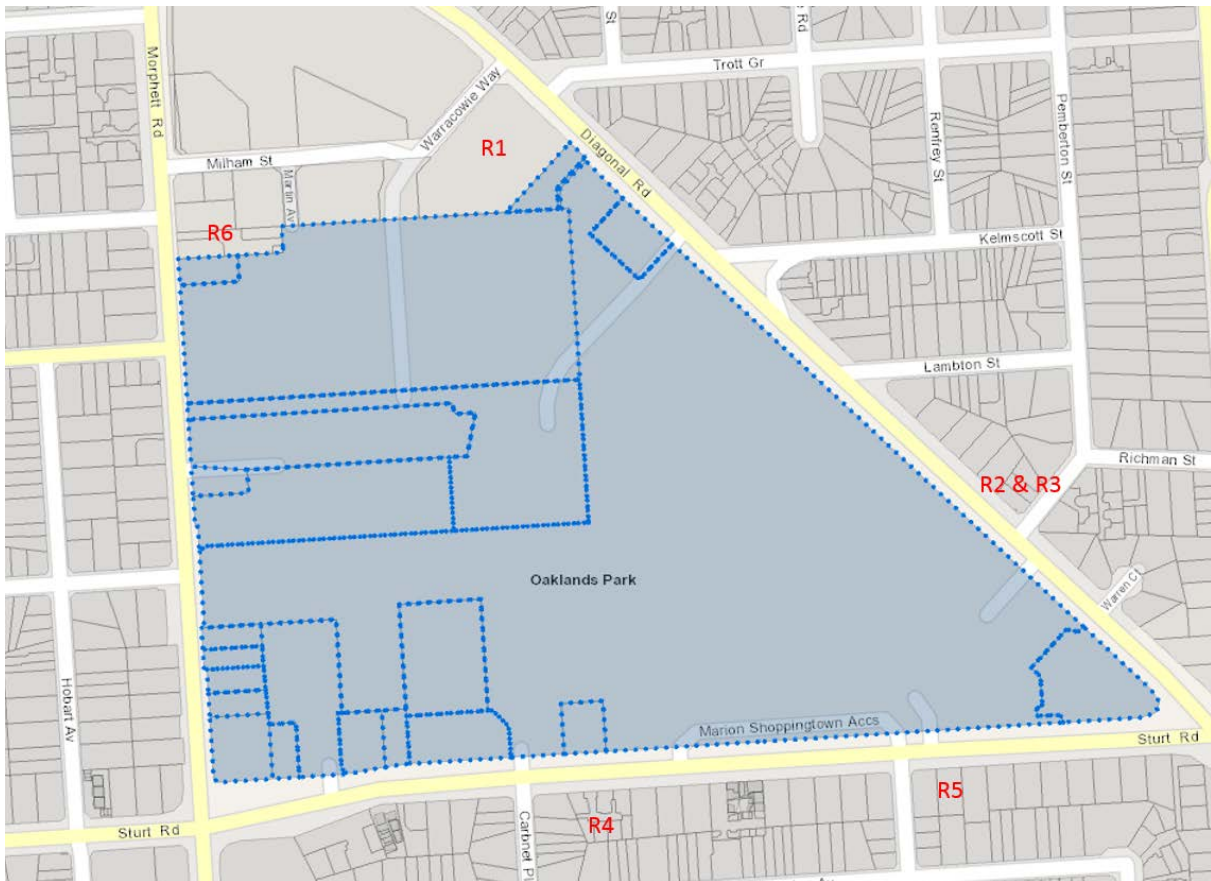 St
Rd
Trott Gr
Morphett Rd
Warracowie Way
R1
Diagonal Rd
Renfrey St
Pemberton St
Milham St
Martin Av
R6
Kelmscott St
Lambton St
Richman St
R2 & R3
Oaklands Park
Warren Ct
Hobart Av
Marion Shoppingtown Accs
Sturt Rd
R5
Sturt Rd
R4